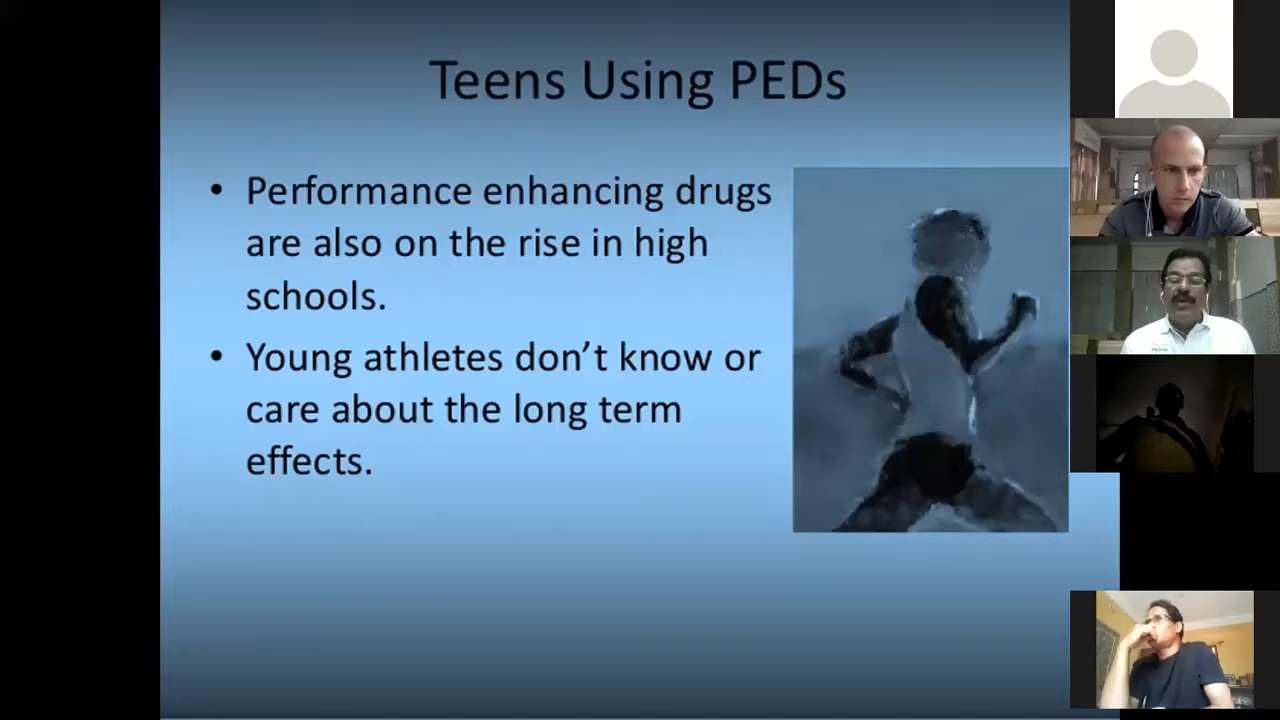 Teens Using PEDs
• Performance enhancing drugs
are also on the rise in high
schools.
• Young athletes don’t know or
care about the long term
effects.